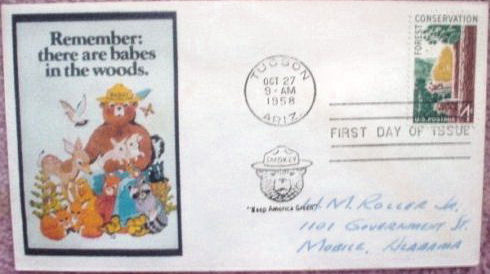 Remember:
there are babes
in the woods.
TUCSON
OCT 27
9-AM
1958
ARIZ.
FOREST CONSERVATION
4¢
U.S. POSTAGE
FIRST DAY OF ISSUE
SMOKEY
SMOKEY
"Keep America Green"
H. M. ROLLER JR.
1101 GOVERNMENT ST.
MOBILE, ALABAMA